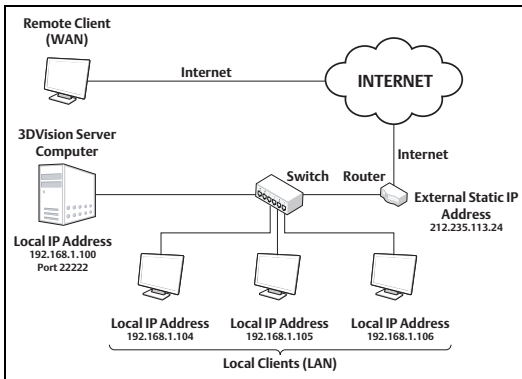 Remote Client
(WAN)
Internet
INTERNET
Internet
3DVision Server
Computer
Switch
Router
External Static IP
Address
212.235.113.24
Local IP Address
192.168.1.100
Port 22222
Local IP Address
192.168.1.104
Local IP Address
192.168.1.105
Local IP Address
192.168.1.106
Local Clients (LAN)